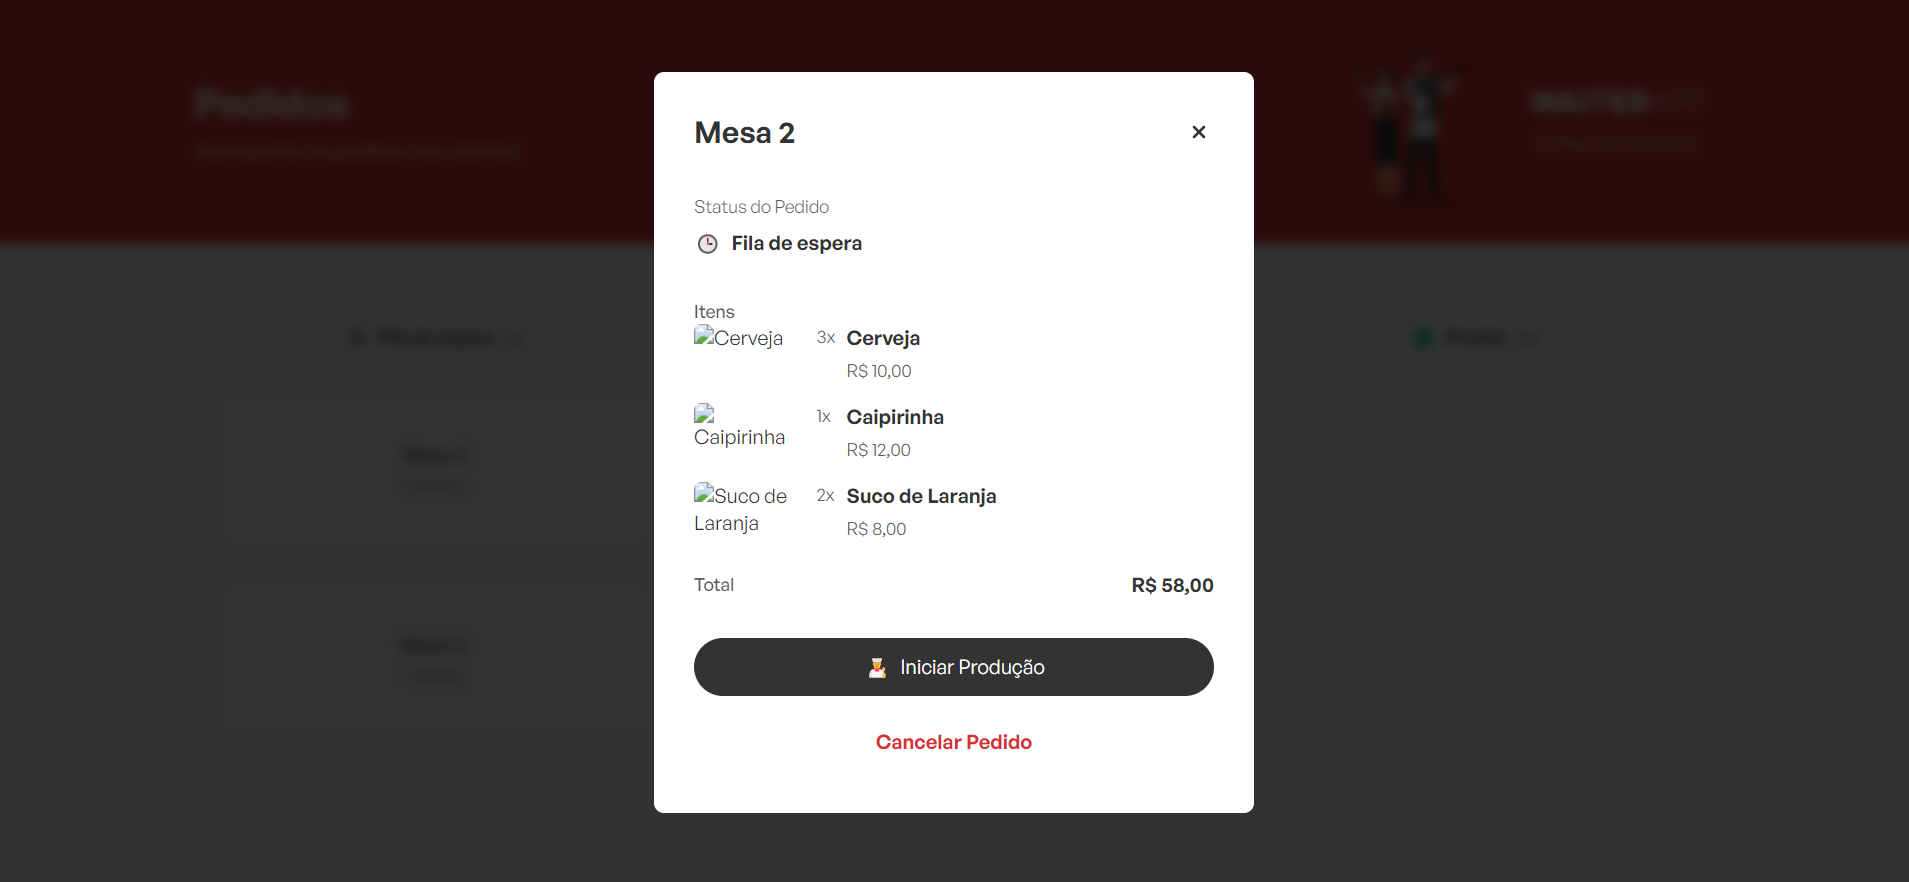 Pedidos
WAITER
Mesa 2
Status do Pedido
Fila de espera
Itens
Cerveja
3x Cerveja
R$ 10,00
Caipirinha
1x Caipirinha
R$ 12,00
Suco de
Laranja
2x Suco de Laranja
R$ 8,00
Total R$ 58,00
Iniciar Produção
Cancelar Pedido